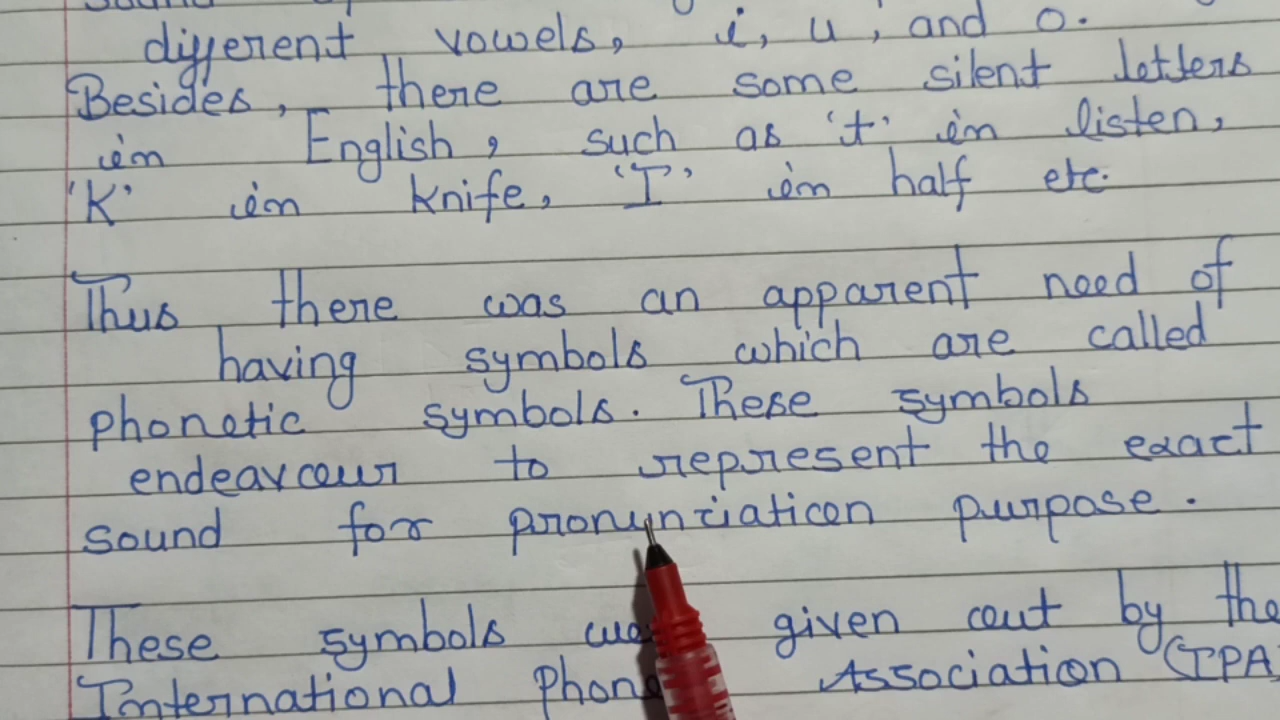 different vowels, i, u, and o.
Besides, there are some silent letters
in English, such as 't' in listen,
'K' in knife, 'I' in half etc.
Thus there was an apparent need of
having symbols which are called
phonetic symbols. These symbols
endeavour to represent the exact
sound for pronunciation purpose.
These symbols given out by the
International Association (IPA